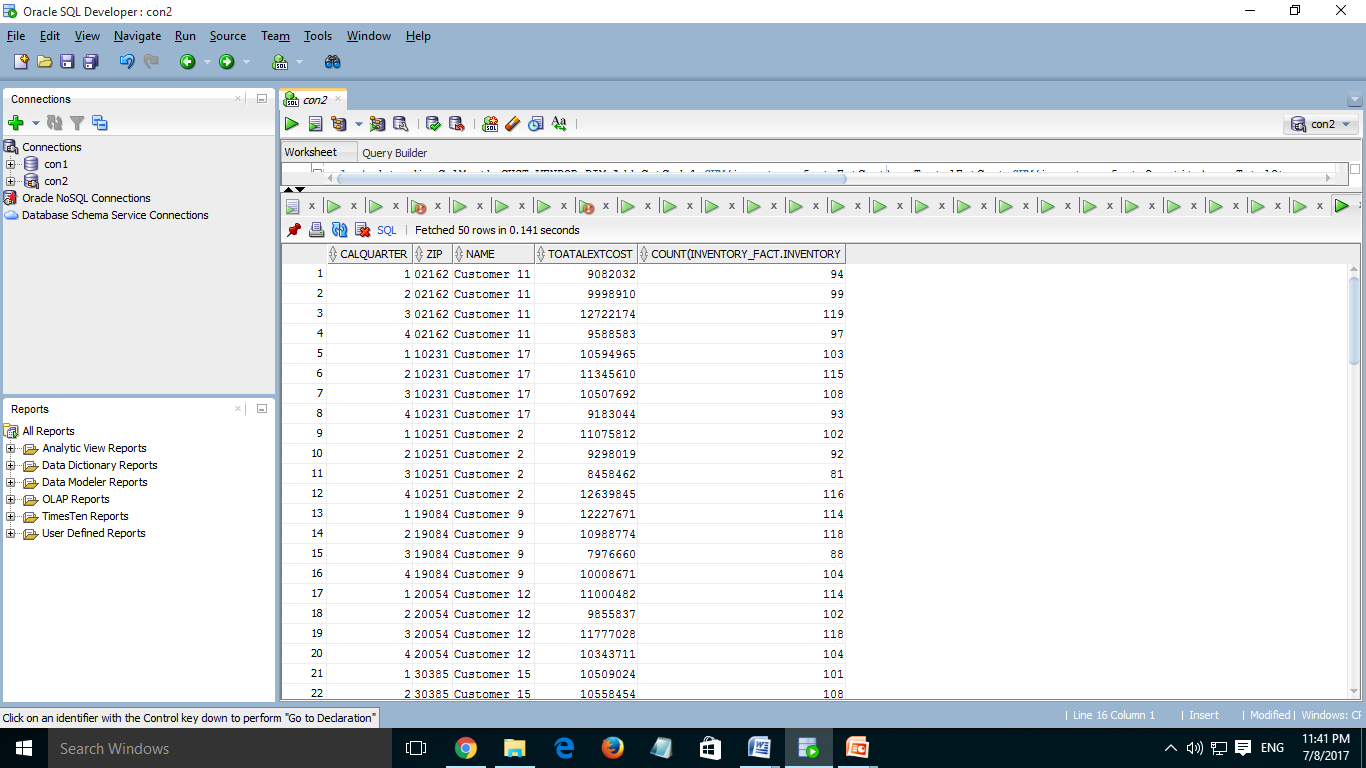 Oracle SQL Developer : con2
File Edit View Navigate Run Source Team Tools Window Help
Connections
Connections
con1
con2
Oracle NoSQL Connections
Database Schema Service Connections
Reports
All Reports
Analytic View Reports
Data Dictionary Reports
Data Modeler Reports
OLAP Reports
TimesTen Reports
User Defined Reports
con2
con2
Worksheet Query Builder
SQL Fetched 50 rows in 0.141 seconds
CALQUARTER ZIP NAME TOATALEXTCOST COUNT(INVENTORY_FACT.INVENTORY
1 1 02162 Customer 11 9082032 94
2 2 02162 Customer 11 9998910 99
3 3 02162 Customer 11 12722174 119
4 4 02162 Customer 11 9588583 97
5 1 10231 Customer 17 10594965 103
6 2 10231 Customer 17 11345610 115
7 3 10231 Customer 17 10507692 108
8 4 10231 Customer 17 9183044 93
9 1 10251 Customer 2 11075812 102
10 2 10251 Customer 2 9298019 92
11 3 10251 Customer 2 8458462 81
12 4 10251 Customer 2 12639845 116
13 1 19084 Customer 9 12227671 114
14 2 19084 Customer 9 10988774 118
15 3 19084 Customer 9 7976660 88
16 4 19084 Customer 9 10008671 104
17 1 20054 Customer 12 11000482 114
18 2 20054 Customer 12 9855837 102
19 3 20054 Customer 12 11777028 118
20 4 20054 Customer 12 10343711 104
21 1 30385 Customer 15 10509024 101
22 2 30385 Customer 15 10558454 108
Click on an identifier with the Control key down to perform "Go to Declaration"
Line 16 Column 1 Insert Modified Windows: CF
Search Windows
ENG
11:41 PM
7/8/2017